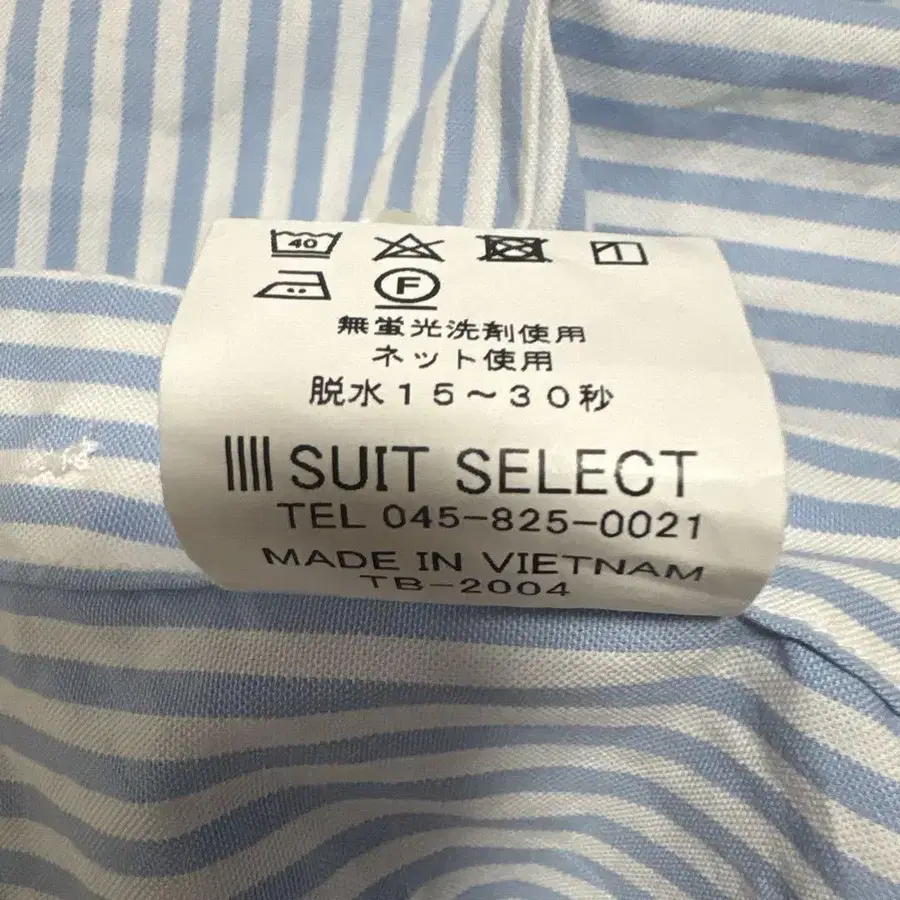 40
F
無蛍光洗剤使用
ネット使用
脱水15~30秒
SUIT SELECT
TEL 045-825-0021
MADE IN VIETNAM
TB-2004